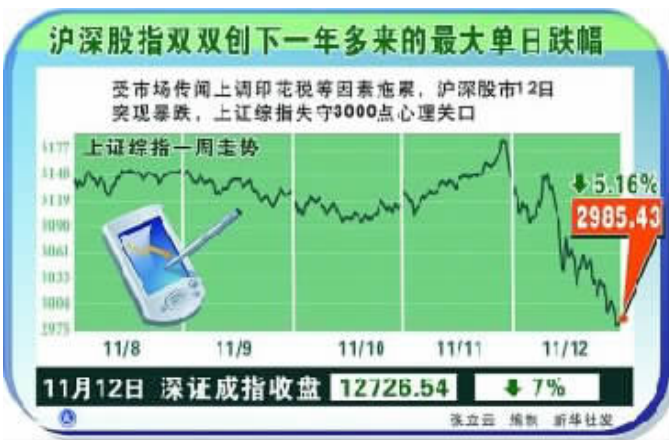 沪深股指双双创下一年多来的最大单日跌幅
受市场传闻上调印花税等因素拖累，沪深股市12日
突现暴跌，上证综指失守3000点心理关口
上证综指一周走势
3177
3148
3119
3090
3061
3033
3004
2975
5.16%
2985.43
11/8 11/9 11/10 11/11 11/12
11月12日 深证成指收盘 12726.54 7%
张立云 编制 新华社发